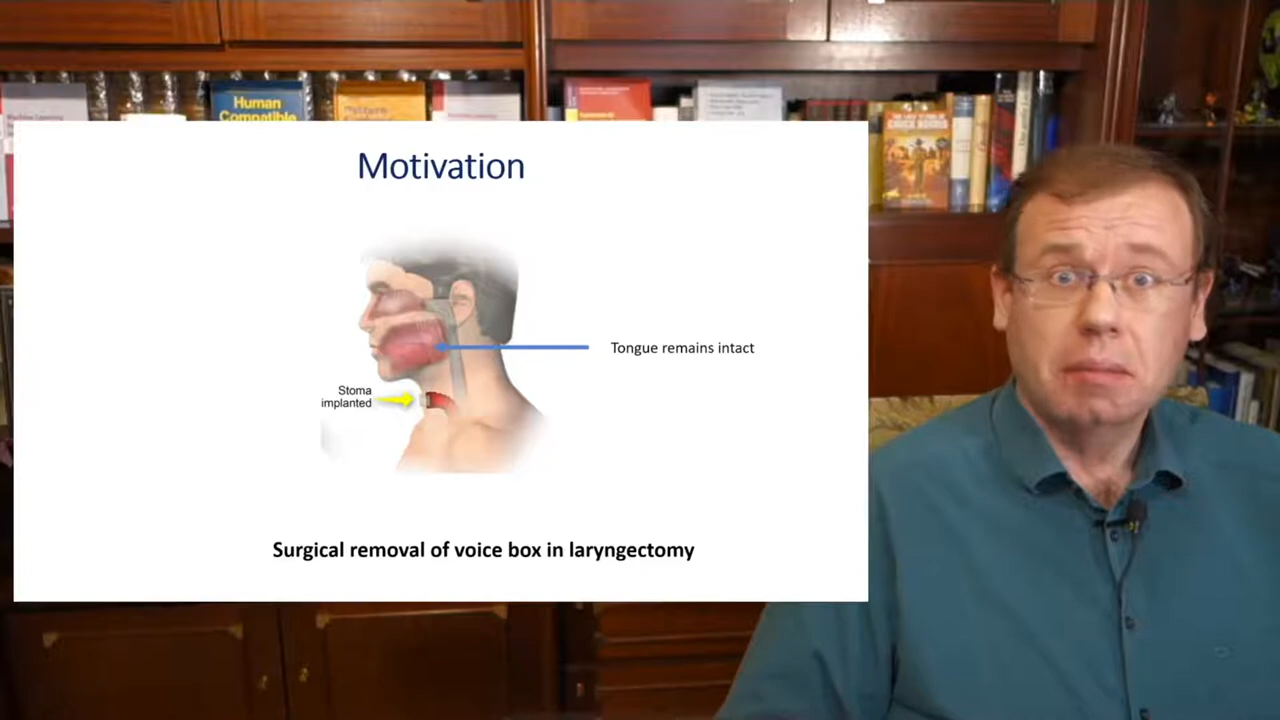 Human
Compatible
Motivation
Stoma
implanted
Tongue remains intact
Surgical removal of voice box in laryngectomy